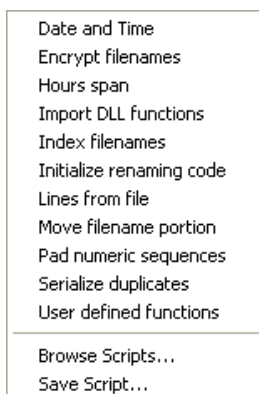 Date and Time
Encrypt filenames
Hours span
Import DLL functions
Index filenames
Initialize renaming code
Lines from file
Move filename portion
Pad numeric sequences
Serialize duplicates
User defined functions
Browse Scripts...
Save Script...